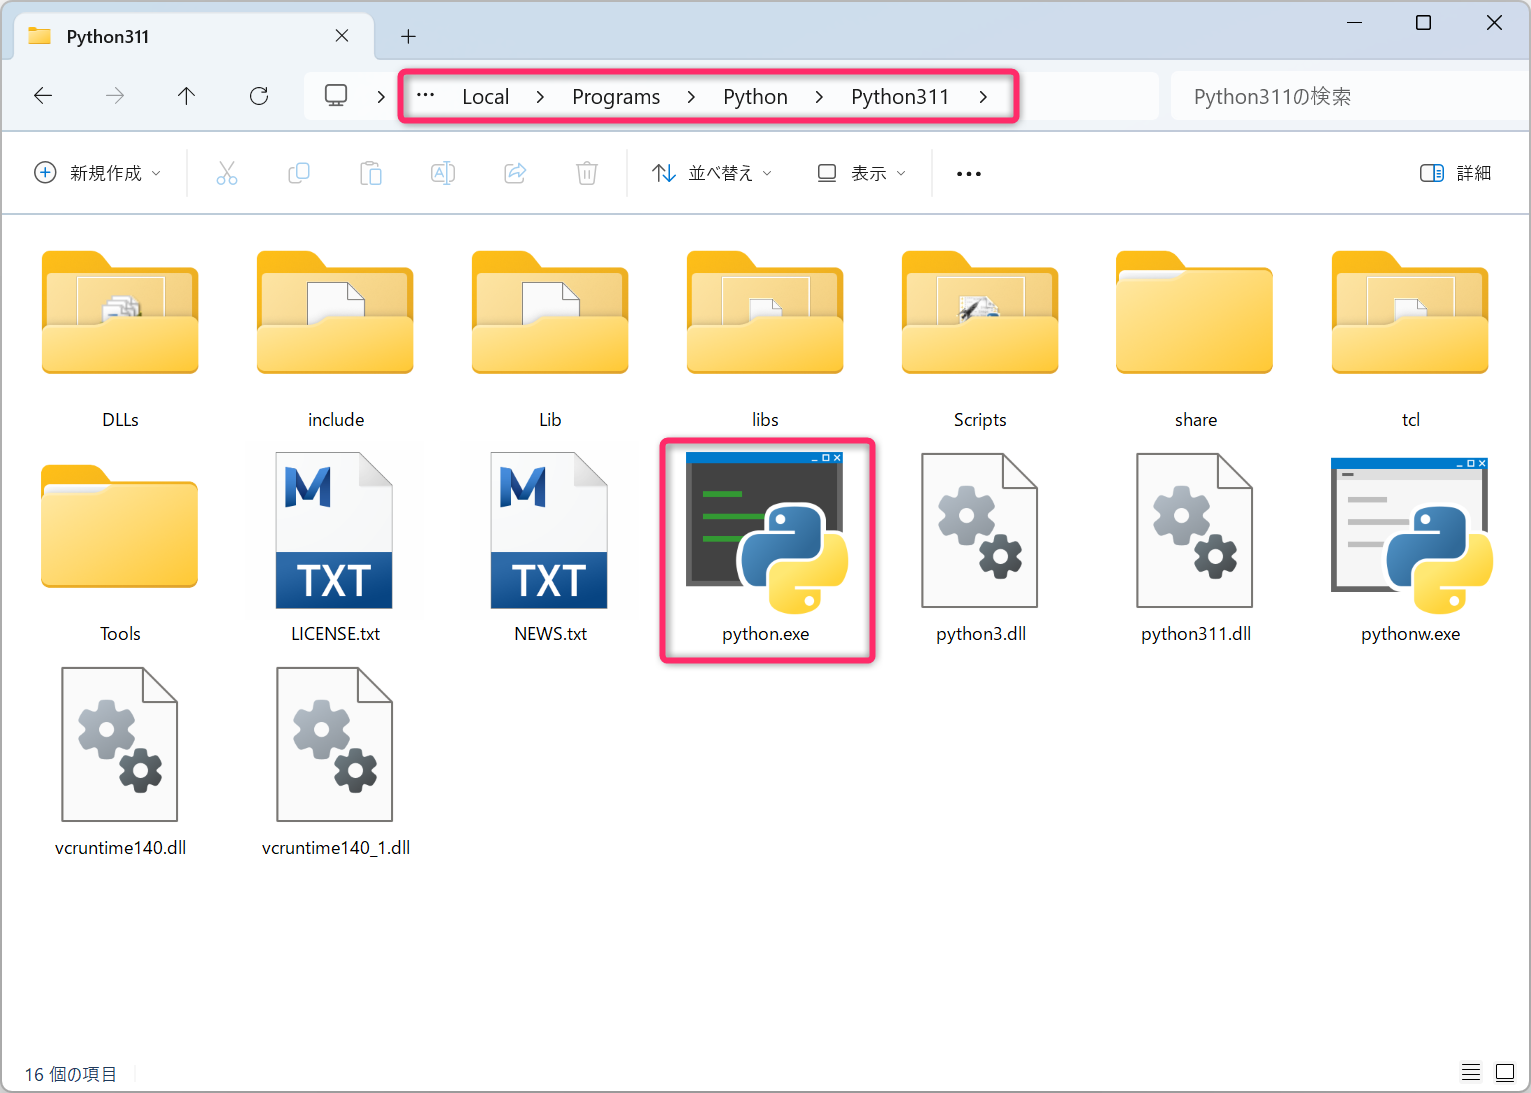 Python311
… Local Programs Python Python311 Python311の検索
新規作成 並べ替え 表示 … 詳細
DLLs include Lib libs Scripts share tcl
M TXT M TXT
Tools LICENSE.txt NEWS.txt python.exe python3.dll python311.dll pythonw.exe
vcruntime140.dll vcruntime140_1.dll
16 個の項目